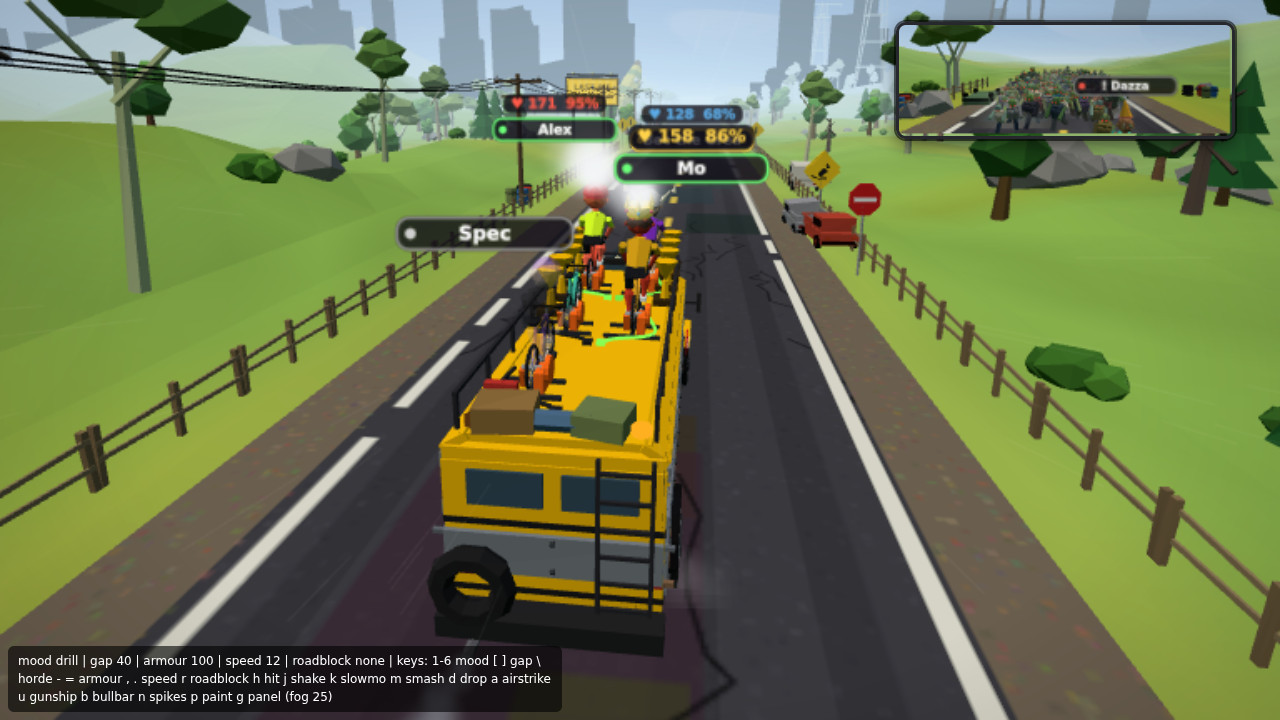 ! Dazza
♥ 171 95%
♥ 128 68%
Alex
♥ 158 86%
Mo
Spec
mood drill | gap 40 | armour 100 | speed 12 | roadblock none | keys: 1-6 mood [ ] gap \
horde - = armour , . speed r roadblock h hit j shake k slowmo m smash d drop a airstrike
u gunship b bullbar n spikes p paint g panel (fog 25)